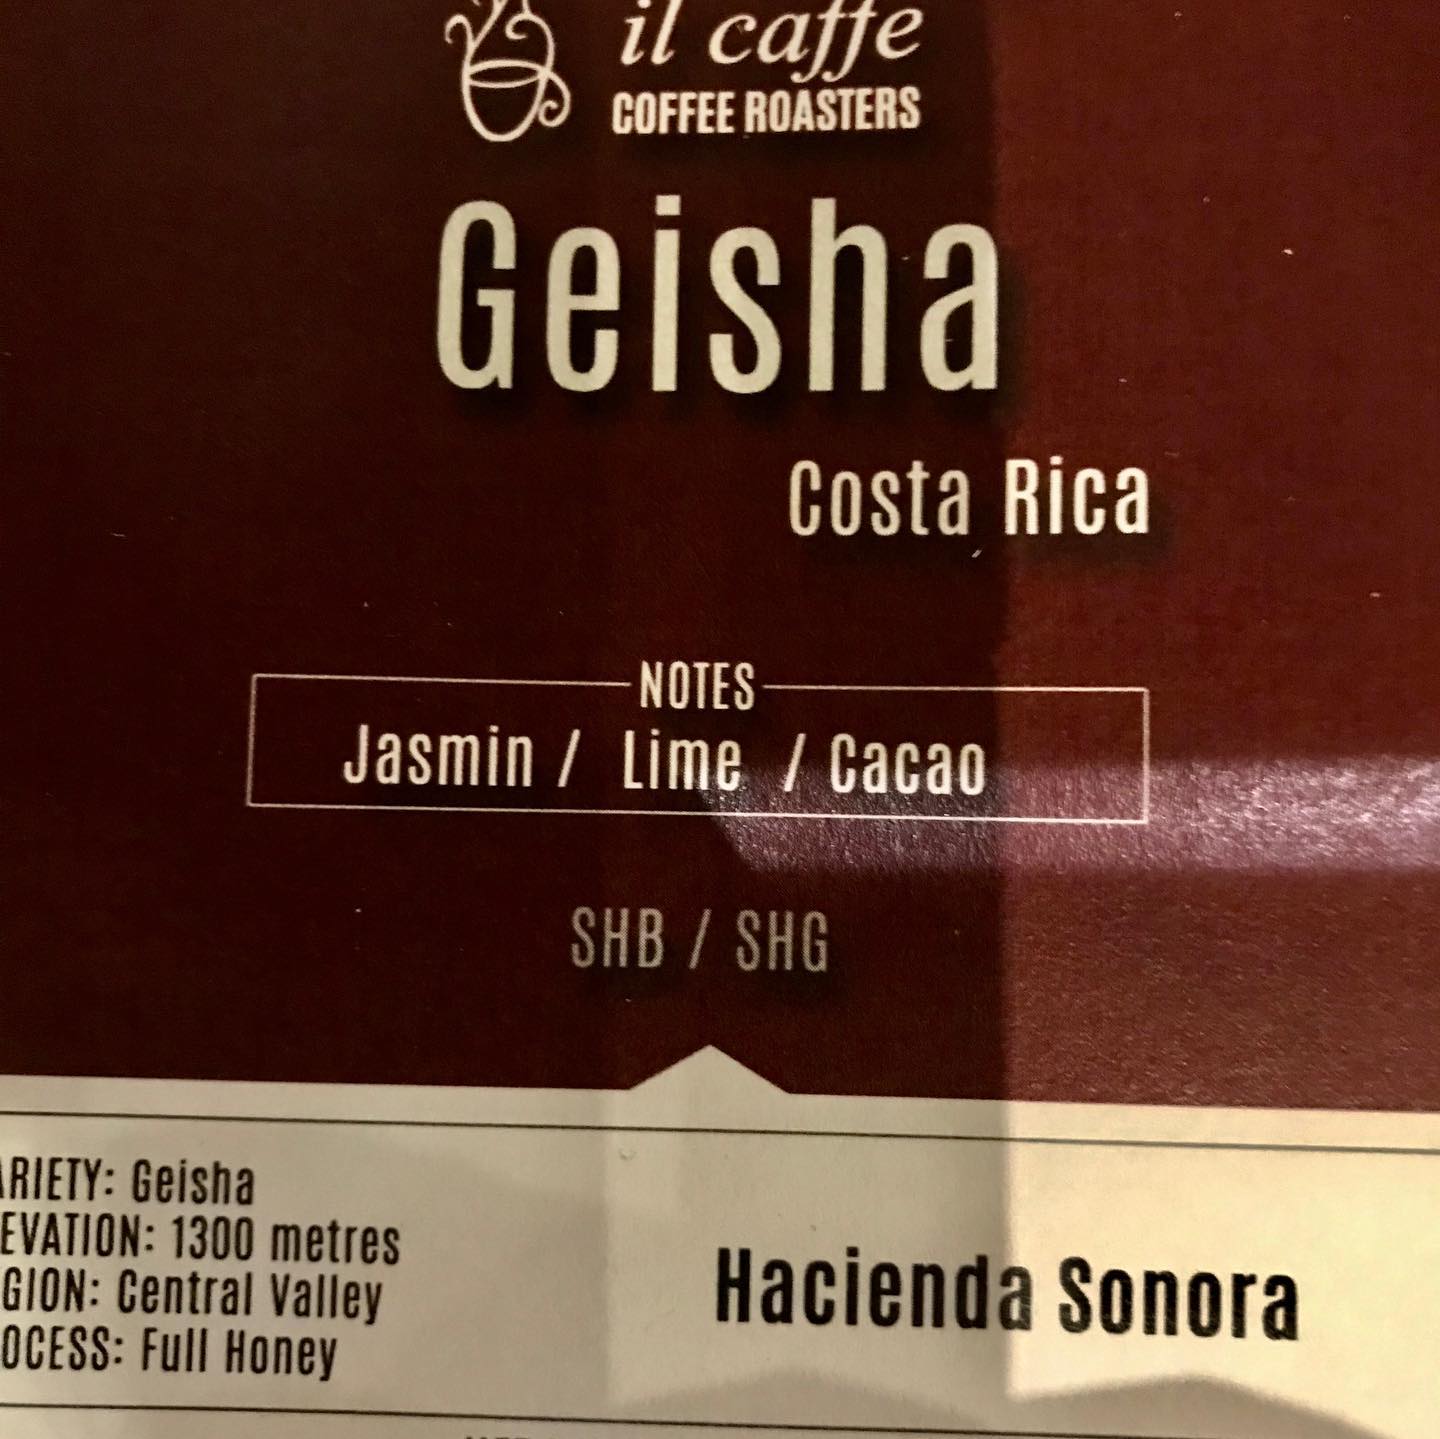 il caffe
COFFEE ROASTERS
Geisha
Costa Rica
NOTES
Jasmin / Lime / Cacao
SHB / SHG
ARIETY: Geisha
EVATION: 1300 metres
GION: Central Valley
OCESS: Full Honey
Hacienda Sonora